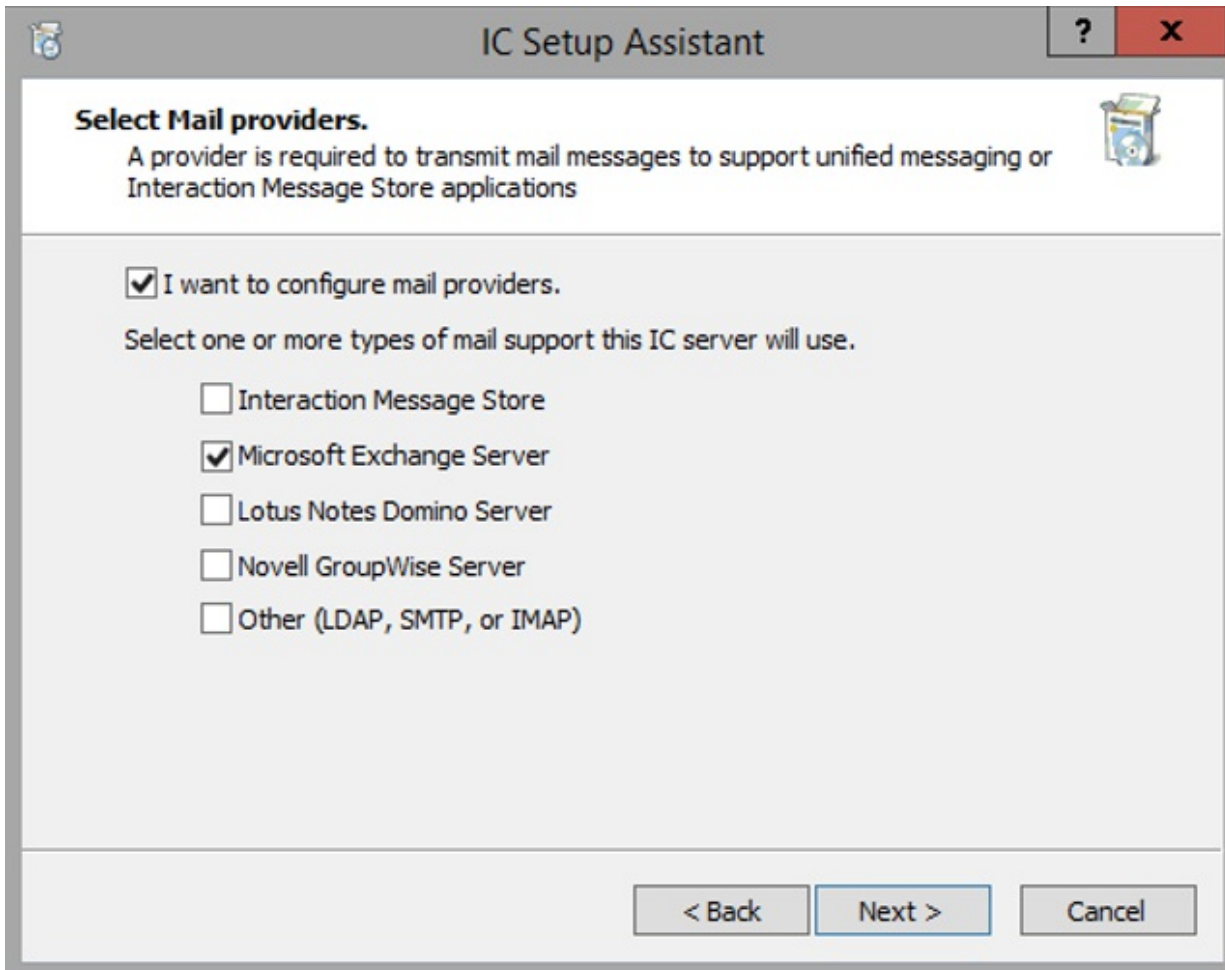 IC Setup Assistant
?
x
Select Mail providers.
A provider is required to transmit mail messages to support unified messaging or
Interaction Message Store applications
I want to configure mail providers.
Select one or more types of mail support this IC server will use.
Interaction Message Store
Microsoft Exchange Server
Lotus Notes Domino Server
Novell GroupWise Server
Other (LDAP, SMTP, or IMAP)
< Back
Next >
Cancel